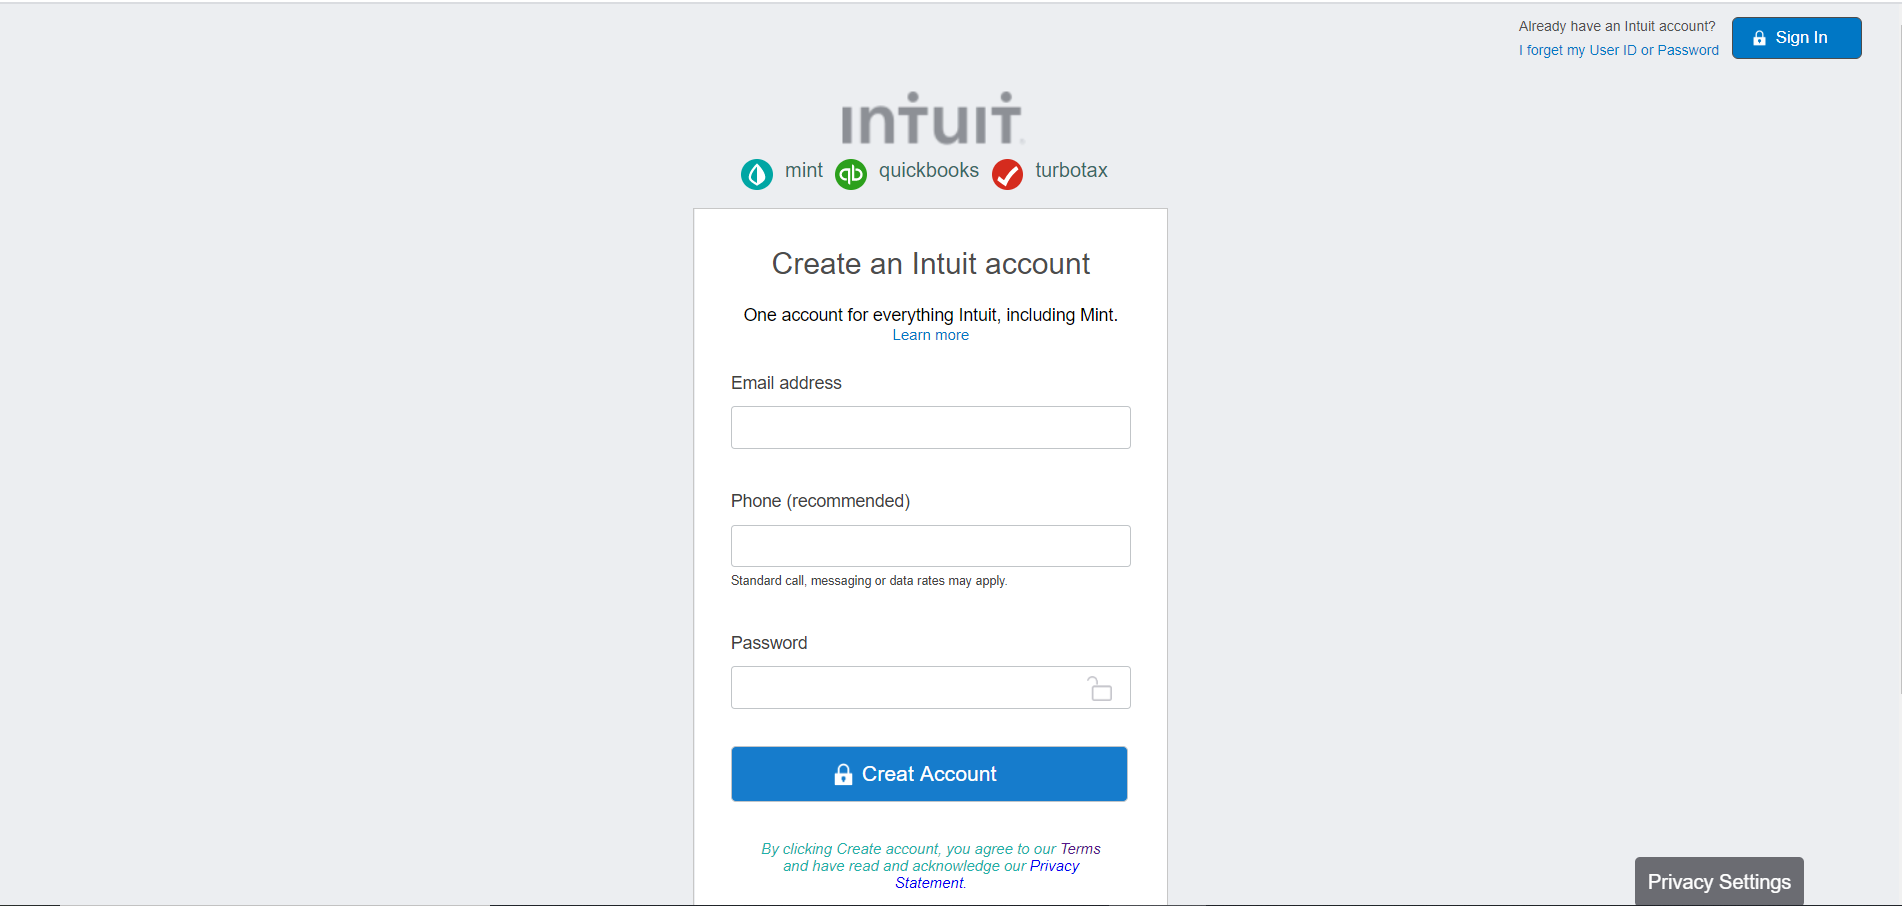 Already have an Intuit account?
I forget my User ID or Password
Sign In
intuit
mint quickbooks turbotax
Create an Intuit account
One account for everything Intuit, including Mint.
Learn more
Email address
Phone (recommended)
Standard call, messaging or data rates may apply.
Password
Creat Account
By clicking Create account, you agree to our Terms
and have read and acknowledge our Privacy
Statement.
Privacy Settings